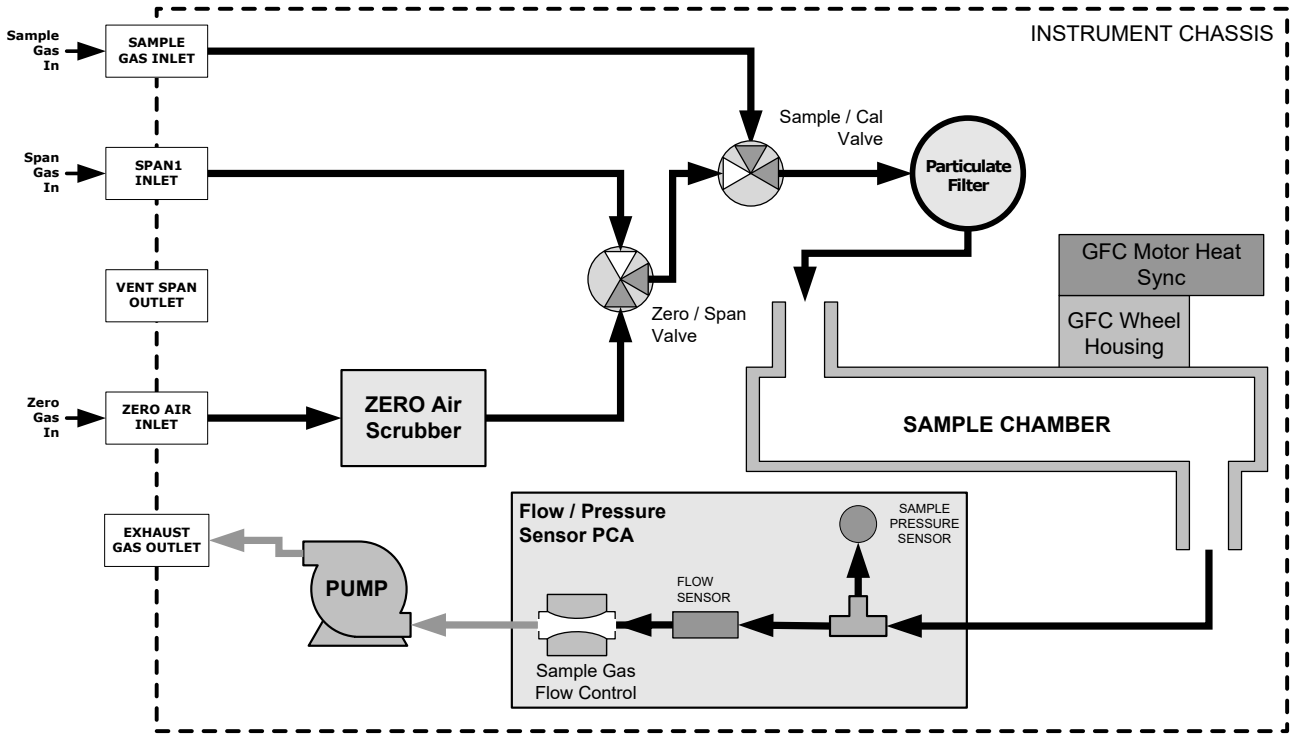 INSTRUMENT CHASSIS
Sample
Gas
In
SAMPLE
GAS INLET
Sample / Cal
Valve
Span
Gas
In
SPAN1
INLET
Particulate
Filter
VENT SPAN
OUTLET
Zero / Span
Valve
GFC Motor Heat
Sync
GFC Wheel
Housing
Zero
Gas
In
ZERO AIR
INLET
ZERO Air
Scrubber
SAMPLE CHAMBER
EXHAUST
GAS OUTLET
PUMP
Flow / Pressure
Sensor PCA
SAMPLE
PRESSURE
SENSOR
FLOW
SENSOR
Sample Gas
Flow Control